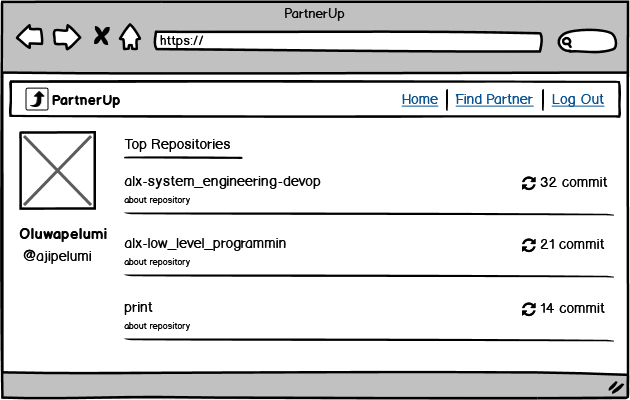 PartnerUp
https://
PartnerUp
Home Find Partner Log Out
Top Repositories
alx-system_engineering-devop 32 commit
about repository
Oluwapelumi
@ajipelumi
alx-low_level_programmin 21 commit
about repository
print 14 commit
about repository